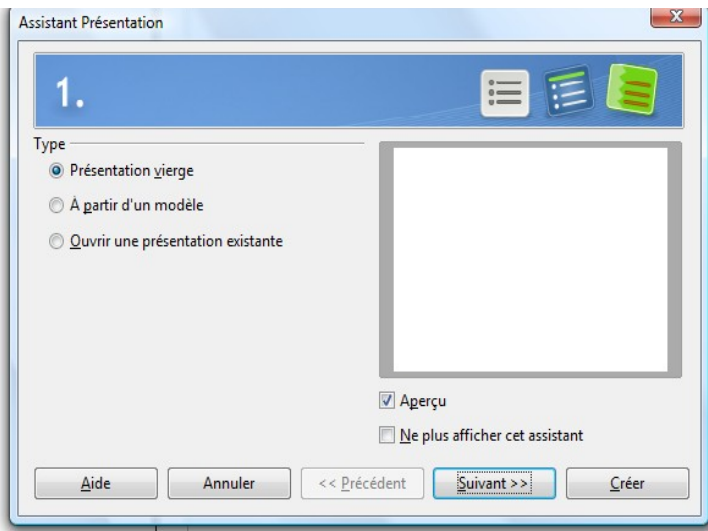 Assistant Présentation
1.
Type
Présentation vierge
À partir d'un modèle
Ouvrir une présentation existante
Aperçu
Ne plus afficher cet assistant
Aide
Annuler
<< Précédent
Suivant >>
Créer